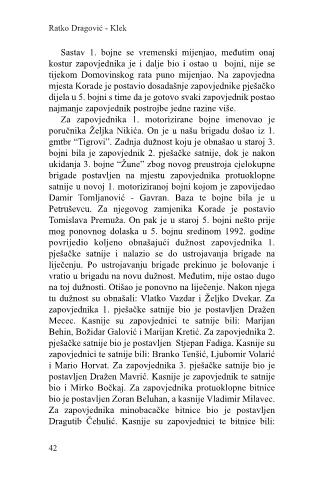 Ratko Dragović - Klek
Sastav 1. bojne se vremenski mijenjao, međutim onaj
kostur zapovjednika je i dalje bio i ostao u bojni, nije se
tijekom Domovinskog rata puno mijenjao. Na zapovjedna
mjesta Korade je postavio dosadašnje zapovjednike pješačko
dijela u 5. bojni s time da je gotovo svaki zapovjednik postao
najmanje zapovjednik postrojbe jedne razine više.
Za zapovjednika 1. motorizirane bojne imenovao je
poručnika Željka Nikića. On je u našu brigadu došao iz 1.
gmtbr “Tigrovi”. Zadnja dužnost koju je obnašao u staroj 3.
bojni bila je zapovjednik 2. pješačke satnije, dok je nakon
ukidanja 3. bojne “Žune” zbog novog preustroja cjelokupne
brigade postavljen na mjestu zapovjednika protuoklopne
satnije u novoj 1. motoriziranoj bojni kojom je zapovijedao
Damir Tomljanović - Gavran. Baza te bojne bila je u
Petruševcu. Za njegovog zamjenika Korade je postavio
Tomislava Premuža. On pak je u staroj 5. bojni nešto prije
mog ponovnog dolaska u 5. bojnu sredinom 1992. godine
povrijedio koljeno obnašajući dužnost zapovjednika 1.
pješačke satnije i nalazio se do ustrojavanja brigade na
liječenju. Po ustrojavanju brigade prekinuo je bolovanje i
vratio u brigadu na novu dužnost. Međutim, nije ostao dugo
na toj dužnosti. Otišao je ponovno na liječenje. Nakon njega
tu dužnost su obnašali: Vlatko Vazdar i Željko Dvekar. Za
zapovjednika 1. pješačke satnije bio je postavljen Dražen
Mecec. Kasnije su zapovjednici te satnije bili: Marijan
Behin, Božidar Galović i Marijan Kretić. Za zapovjednika 2.
pješačke satnije bio je postavljen Stjepan Fadiga. Kasnije su
zapovjednici te satnije bili: Branko Tenšić, Ljubomir Volarić
i Mario Horvat. Za zapovjednika 3. pješačke satnije bio je
postavljen Dražen Mavrić. Kasnije je zapovjednik te satnije
bio i Mirko Bočkaj. Za zapovjednika protuoklopne bitnice
bio je postavljen Zoran Beluhan, a kasnije Vladimir Milavec.
Za zapovjednika minobacačke bitnice bio je postavljen
Dragutib Čehulić. Kasnije su zapovjednici te bitnice bili:
42